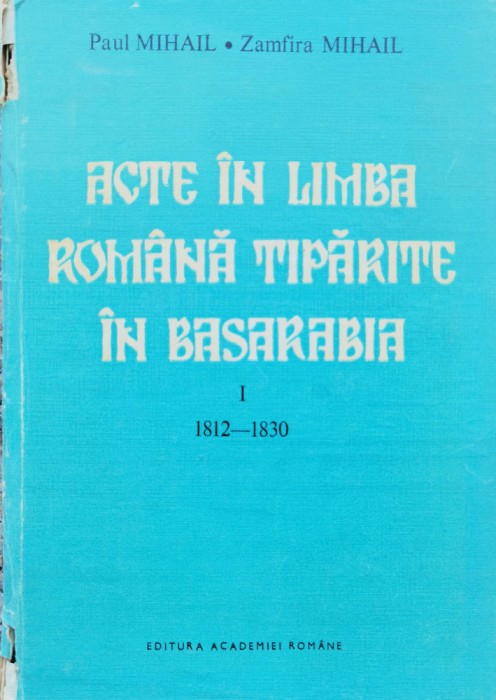 Paul MIHAIL • Zamfira MIHAIL
ACTE ÎN LIMBA
ROMÂNĂ TIPĂRITE
ÎN BASARABIA
I
1812—1830
EDITURA ACADEMIEI ROMÂNE